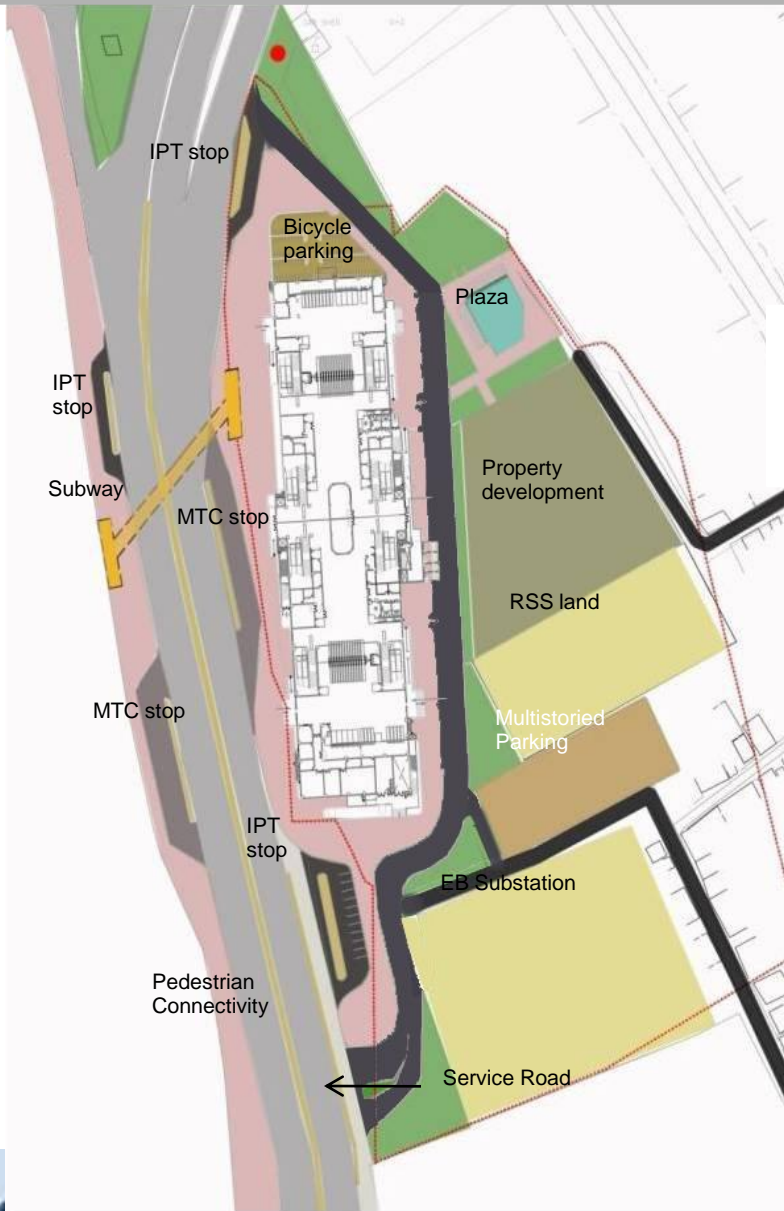 IPT stop
Bicycle
parking
Plaza
IPT
stop
Property
development
Subway
MTC stop
RSS land
MTC stop
Multistoried
Parking
IPT
stop
EB Substation
Pedestrian
Connectivity
Service Road